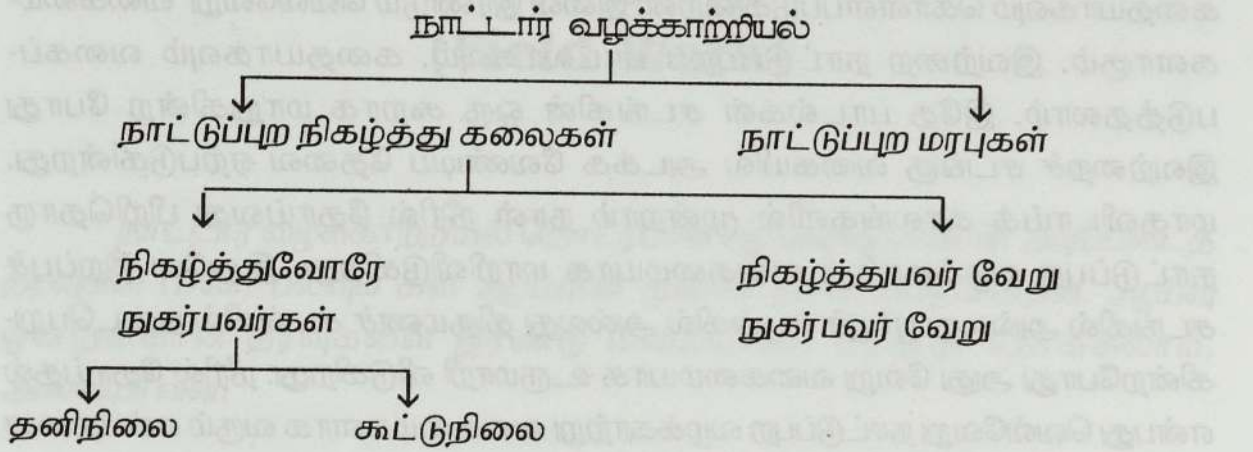 நாட்டார் வழக்காற்றியல்
நாட்டுப்புற நிகழ்த்து கலைகள் நாட்டுப்புற மரபுகள்
நிகழ்த்துவோரே நிகழ்த்துபவர் வேறு
நுகர்பவர்கள் நுகர்பவர் வேறு
தனிநிலை கூட்டுநிலை